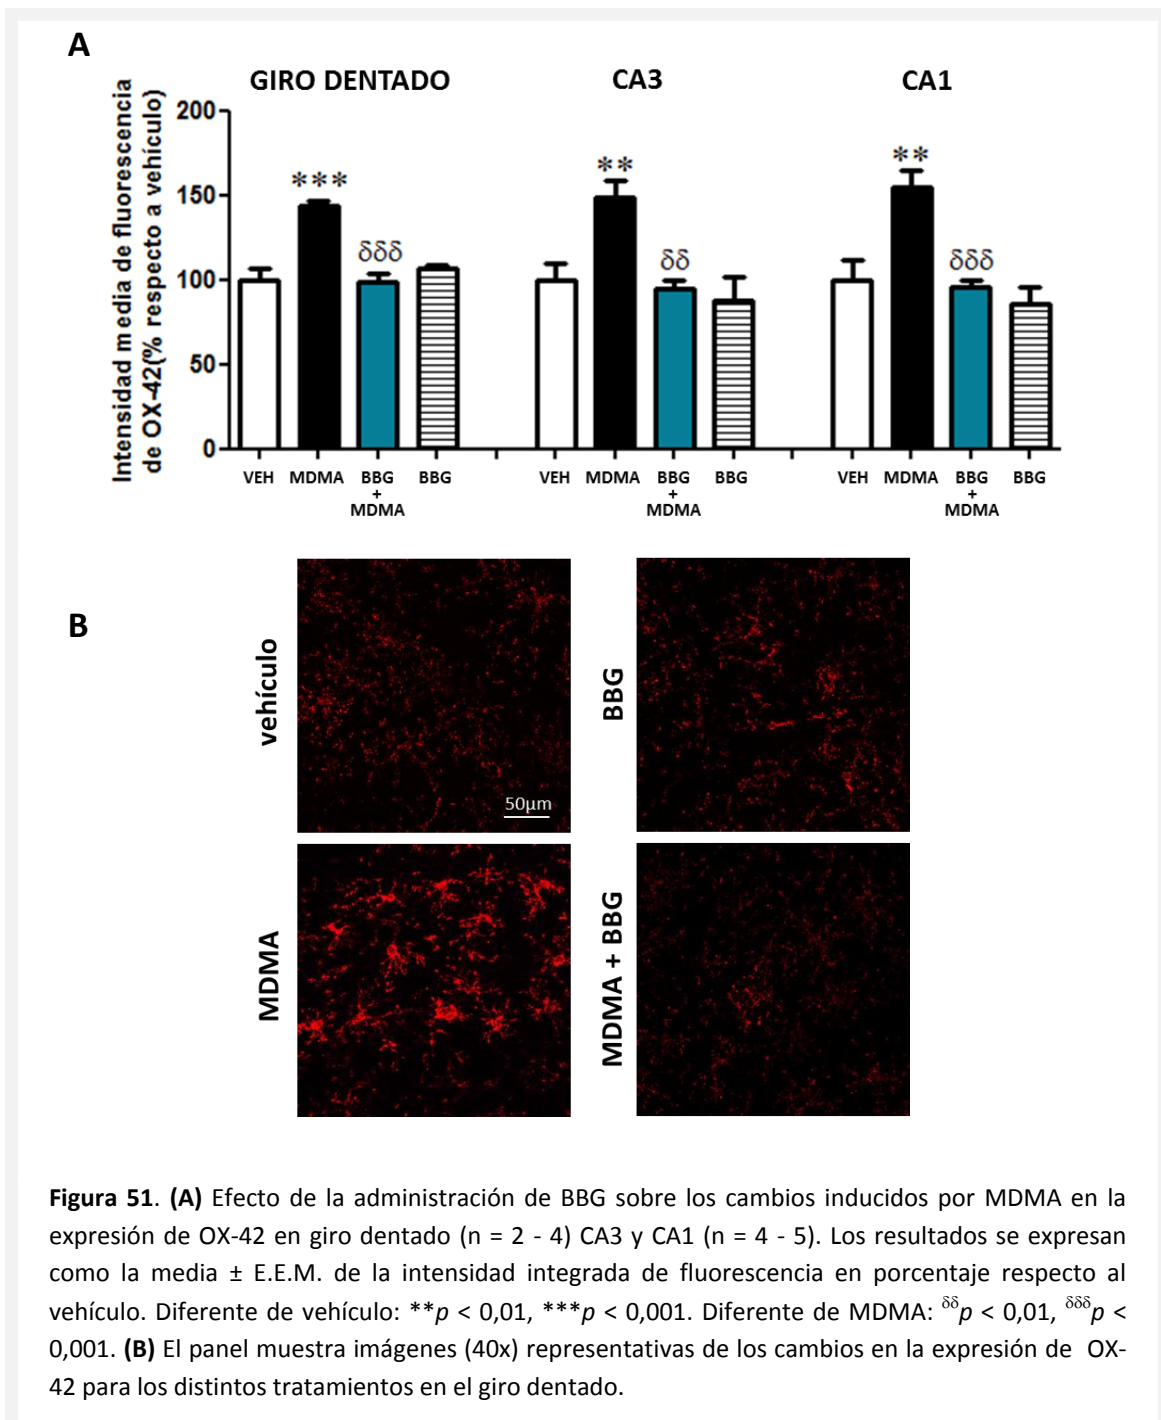 A
GIRO DENTADO
CA3
CA1
Intensidad media de fluorescencia
de OX-42(% respecto a vehículo)
200
150
100
50
0
***
δδδ
**
δδ
**
δδδ
VEH
MDMA
BBG
+
MDMA
BBG
VEH
MDMA
BBG
+
MDMA
BBG
VEH
MDMA
BBG
+
MDMA
BBG
B
vehículo
50µm
BBG
MDMA
MDMA + BBG
Figura 51. (A) Efecto de la administración de BBG sobre los cambios inducidos por MDMA en la
expresión de OX-42 en giro dentado (n = 2 - 4) CA3 y CA1 (n = 4 - 5). Los resultados se expresan
como la media ± E.E.M. de la intensidad integrada de fluorescencia en porcentaje respecto al
vehículo. Diferente de vehículo: **p < 0,01, ***p < 0,001. Diferente de MDMA: δδp < 0,01, δδδp <
0,001. (B) El panel muestra imágenes (40x) representativas de los cambios en la expresión de OX-
42 para los distintos tratamientos en el giro dentado.